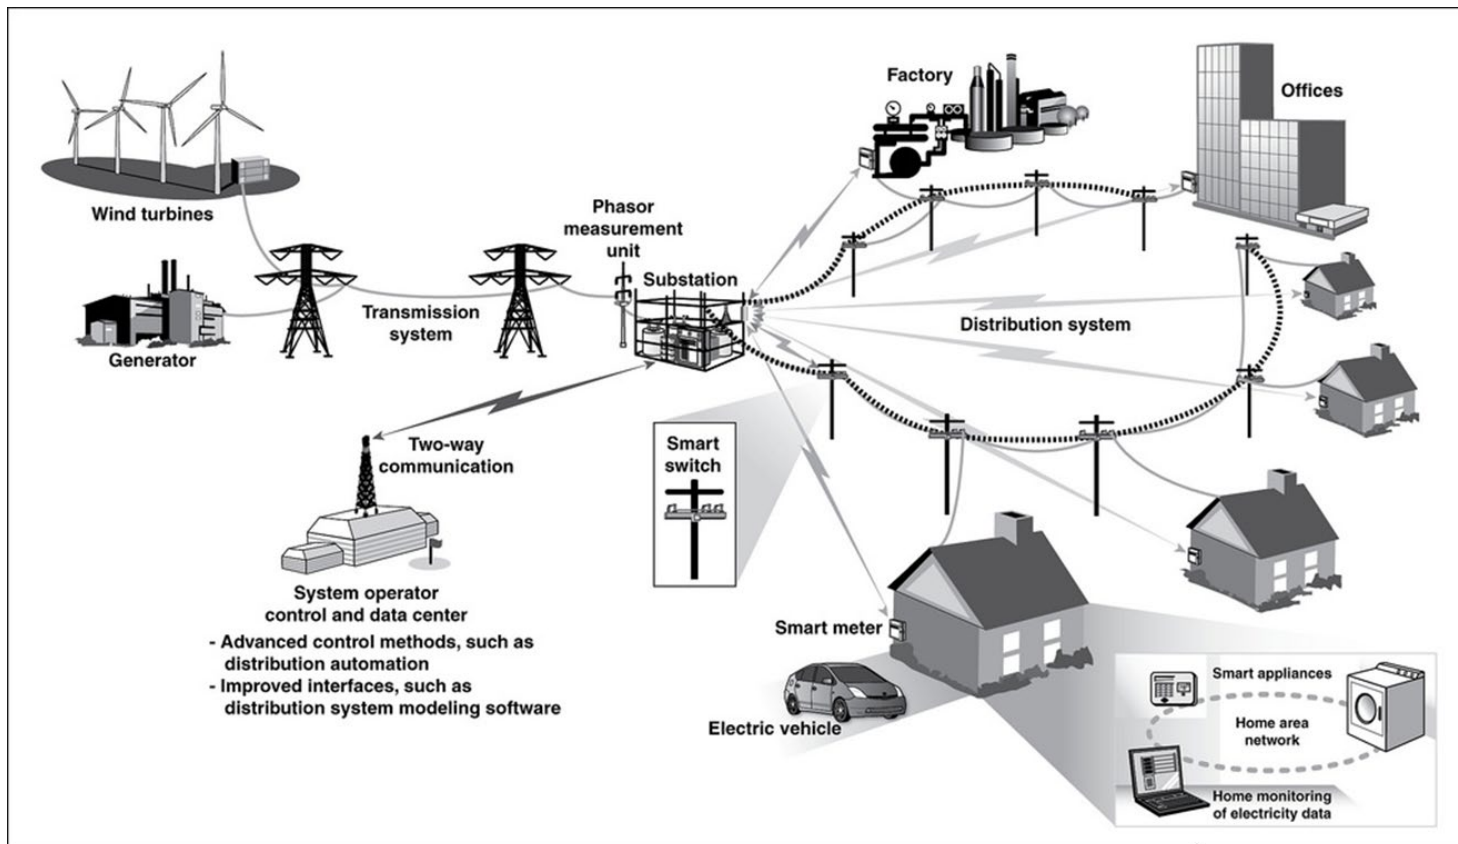 Factory
Offices
Wind turbines
Phasor
measurement
unit
Substation
Transmission
system
Generator
Distribution system
Two-way
communication
Smart
switch
System operator
control and data center
- Advanced control methods, such as
distribution automation
- Improved interfaces, such as
distribution system modeling software
Smart meter
Electric vehicle
Smart appliances
Home area
network
Home monitoring
of electricity data